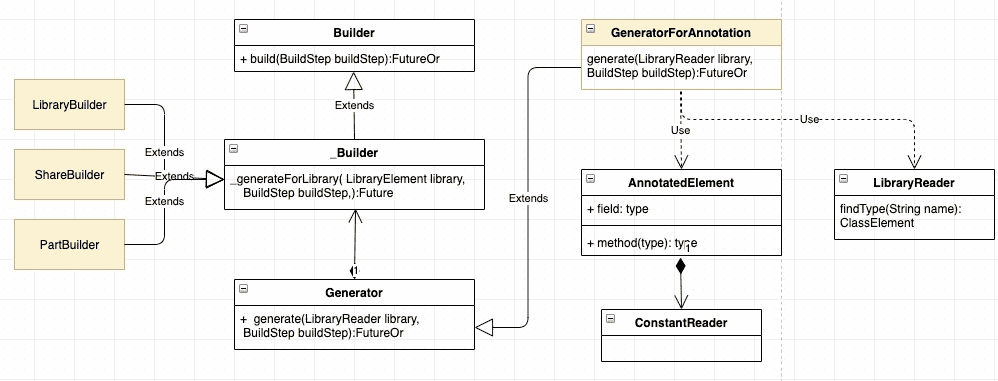 Builder
+ build(BuildStep buildStep):FutureOr
GeneratorForAnnotation
generate(LibraryReader library,
BuildStep buildStep):FutureOr
LibraryBuilder
ShareBuilder
PartBuilder
Extends
Extends
Extends
Extends
_Builder
_generateForLibrary( LibraryElement library,
BuildStep buildStep,):Future
Extends
Use
Use
AnnotatedElement
+ field: type
+ method(type): type
1
LibraryReader
findType(String name):
ClassElement
1
Generator
+ generate(LibraryReader library,
BuildStep buildStep):FutureOr
ConstantReader